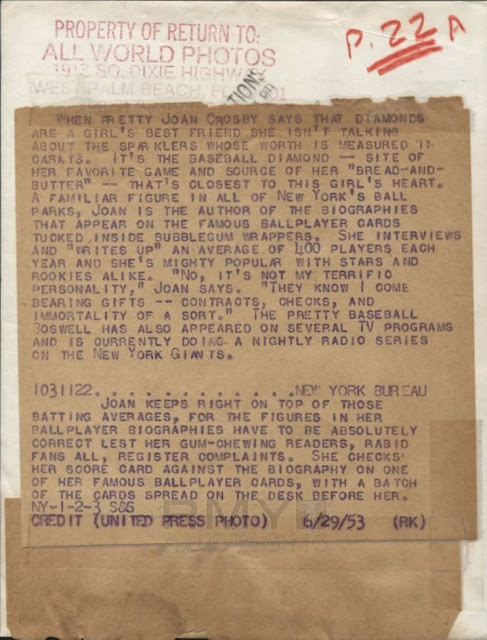 PROPERTY OF RETURN TO:
ALL WORLD PHOTOS
1913 SO. DIXIE HIGHWAY
WEST PALM BEACH, FL
P. 22 A
WHEN PRETTY JOAN CROSBY SAYS THAT DIAMONDS
ARE A GIRL'S BEST FRIEND SHE ISN'T TALKING
ABOUT THE SPARKLERS WHOSE WORTH IS MEASURED IN
CARATS. IT'S THE BASEBALL DIAMOND -- SITE OF
HER FAVORITE GAME AND SOURCE OF HER "BREAD-AND-
BUTTER" -- THAT'S CLOSEST TO THIS GIRL'S HEART.
A FAMILIAR FIGURE IN ALL OF NEW YORK'S BALL
PARKS, JOAN IS THE AUTHOR OF THE BIOGRAPHIES
THAT APPEAR ON THE FAMOUS BALLPLAYER CARDS
TUCKED INSIDE BUBBLEGUM WRAPPERS. SHE INTERVIEWS
AND "WRITES UP" AN AVERAGE OF 400 PLAYERS EACH
YEAR AND SHE'S MIGHTY POPULAR WITH STARS AND
ROOKIES ALIKE. "NO, IT'S NOT MY TERRIFIC
PERSONALITY," JOAN SAYS. "THEY KNOW I COME
BEARING GIFTS -- CONTRACTS, CHECKS, AND
IMMORTALITY OF A SORT." THE PRETTY BASEBALL
BOSWELL HAS ALSO APPEARED ON SEVERAL TV PROGRAMS
AND IS CURRENTLY DOING A NIGHTLY RADIO SERIES
ON THE NEW YORK GIANTS.
1031122. . . . . . . . . . . .NEW YORK BUREAU
JOAN KEEPS RIGHT ON TOP OF THOSE
BATTING AVERAGES, FOR THE FIGURES IN HER
BALLPLAYER BIOGRAPHIES HAVE TO BE ABSOLUTELY
CORRECT LEST HER GUM-CHEWING READERS, RABID
FANS ALL, REGISTER COMPLAINTS. SHE CHECKS
HER SCORE CARD AGAINST THE BIOGRAPHY ON ONE
OF HER FAMOUS BALLPLAYER CARDS, WITH A BATCH
OF THE CARDS SPREAD ON THE DESK BEFORE HER.
NY-1-2-3 S&S
CREDIT (UNITED PRESS PHOTO) 6/29/53 (RK)